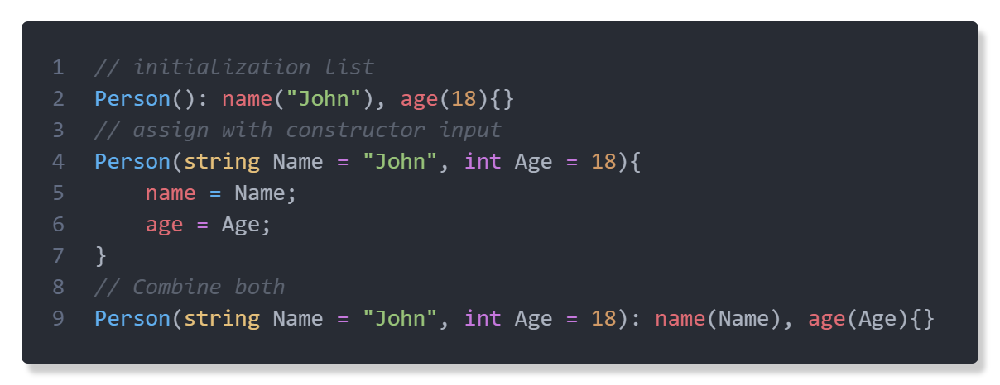 1 // initialization list
2 Person(): name("John"), age(18){}
3 // assign with constructor input
4 Person(string Name = "John", int Age = 18){
5     name = Name;
6     age = Age;
7 }
8 // Combine both
9 Person(string Name = "John", int Age = 18): name(Name), age(Age){}